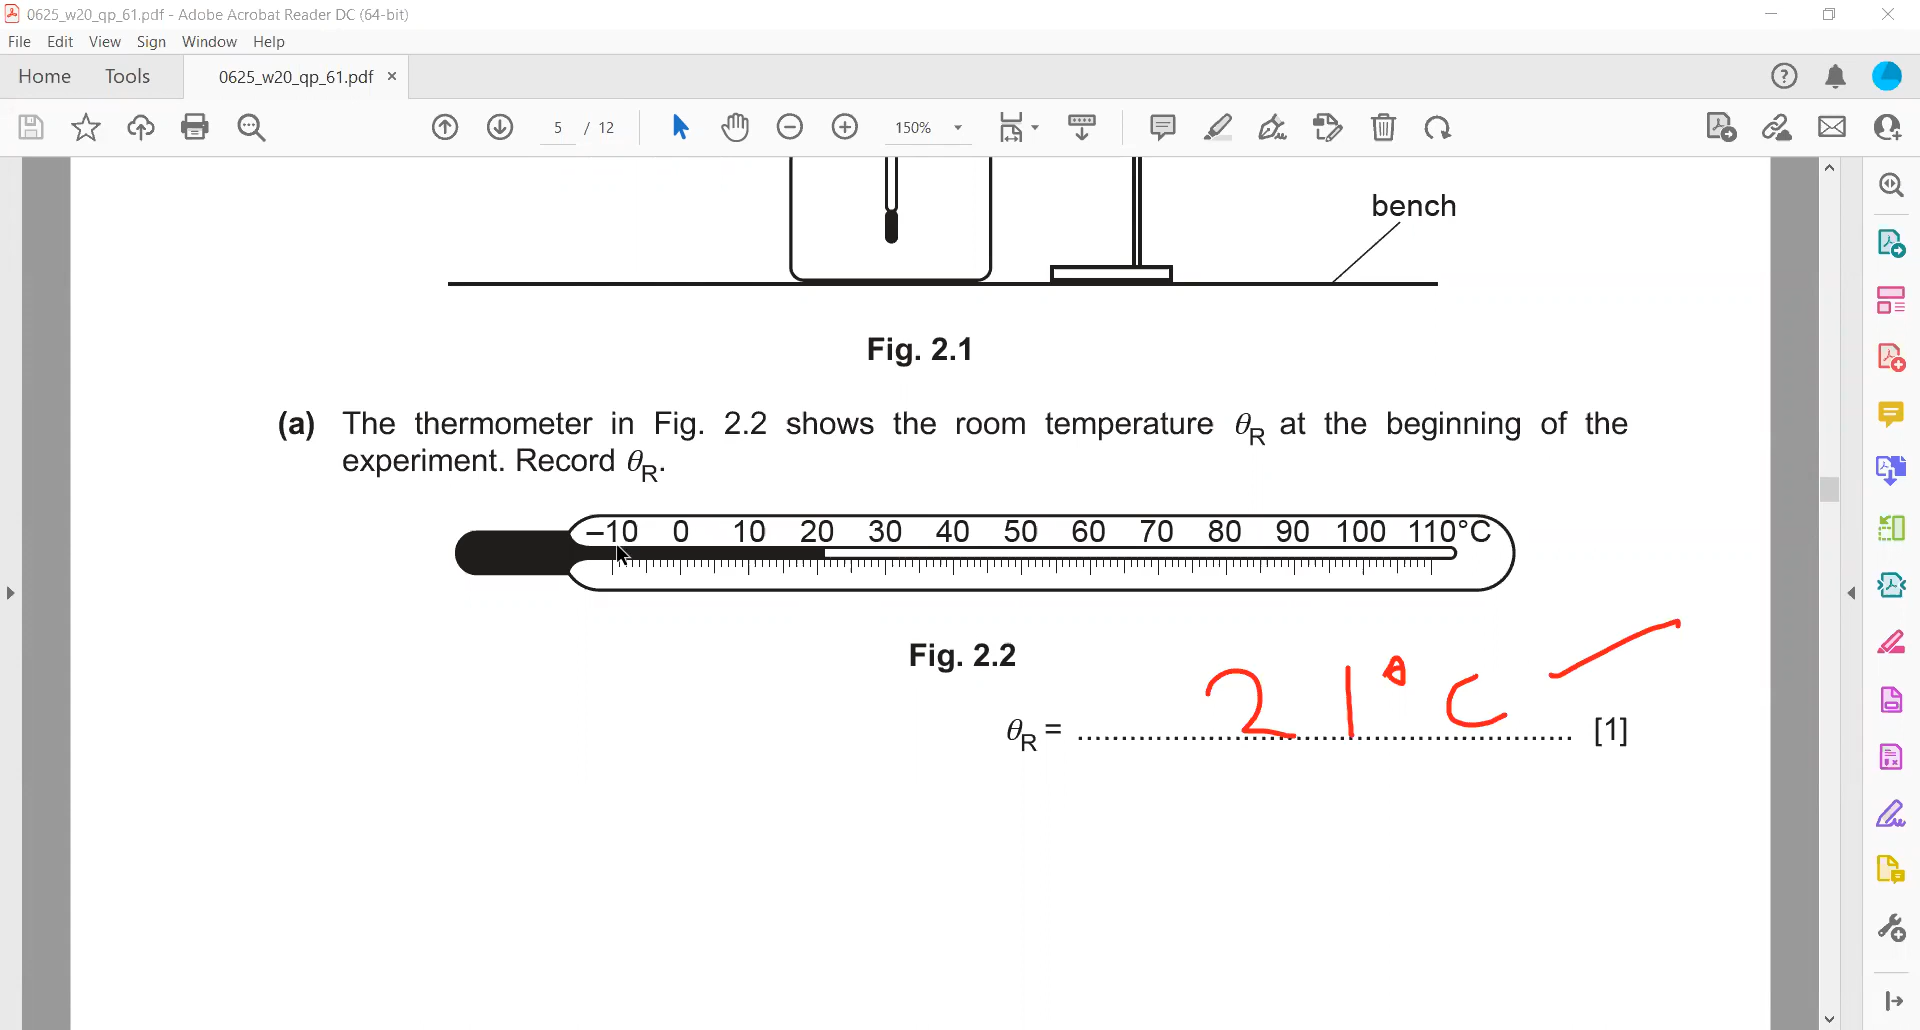 0625_w20_qp_61.pdf - Adobe Acrobat Reader DC (64-bit)
File Edit View Sign Window Help
Home Tools 0625_w20_qp_61.pdf ×
5 / 12 150%
bench
Fig. 2.1
(a) The thermometer in Fig. 2.2 shows the room temperature θR at the beginning of the
experiment. Record θR.
–10 0 10 20 30 40 50 60 70 80 90 100 110°C
Fig. 2.2
21°C
θR = .......................................................... [1]